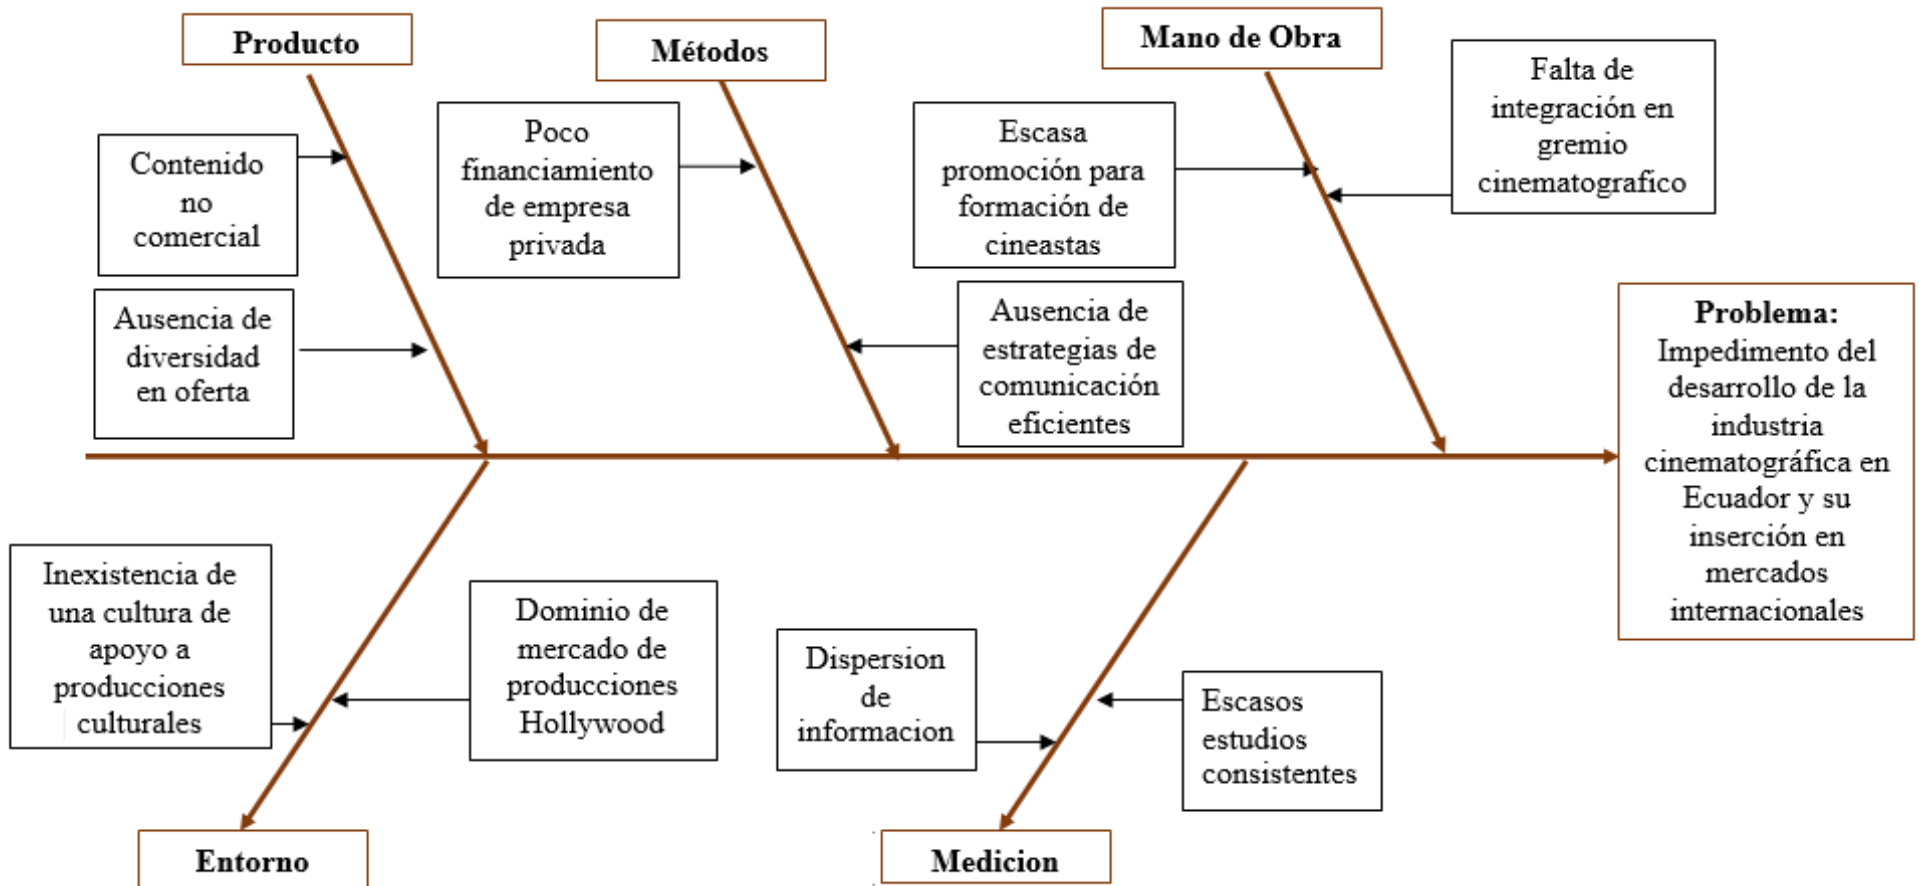 Producto
Métodos
Mano de Obra
Contenido
no
comercial
Ausencia de
diversidad
en oferta
Poco
financiamiento
de empresa
privada
Ausencia de
estrategias de
comunicación
eficientes
Escasa
promoción para
formación de
cineastas
Falta de
integración en
gremio
cinematografico
Problema:
Impedimento del
desarrollo de la
industria
cinematográfica en
Ecuador y su
inserción en
mercados
internacionales
Inexistencia de
una cultura de
apoyo a
producciones
culturales
Dominio de
mercado de
producciones
Hollywood
Dispersion
de
informacion
Escasos
estudios
consistentes
Entorno
Medicion